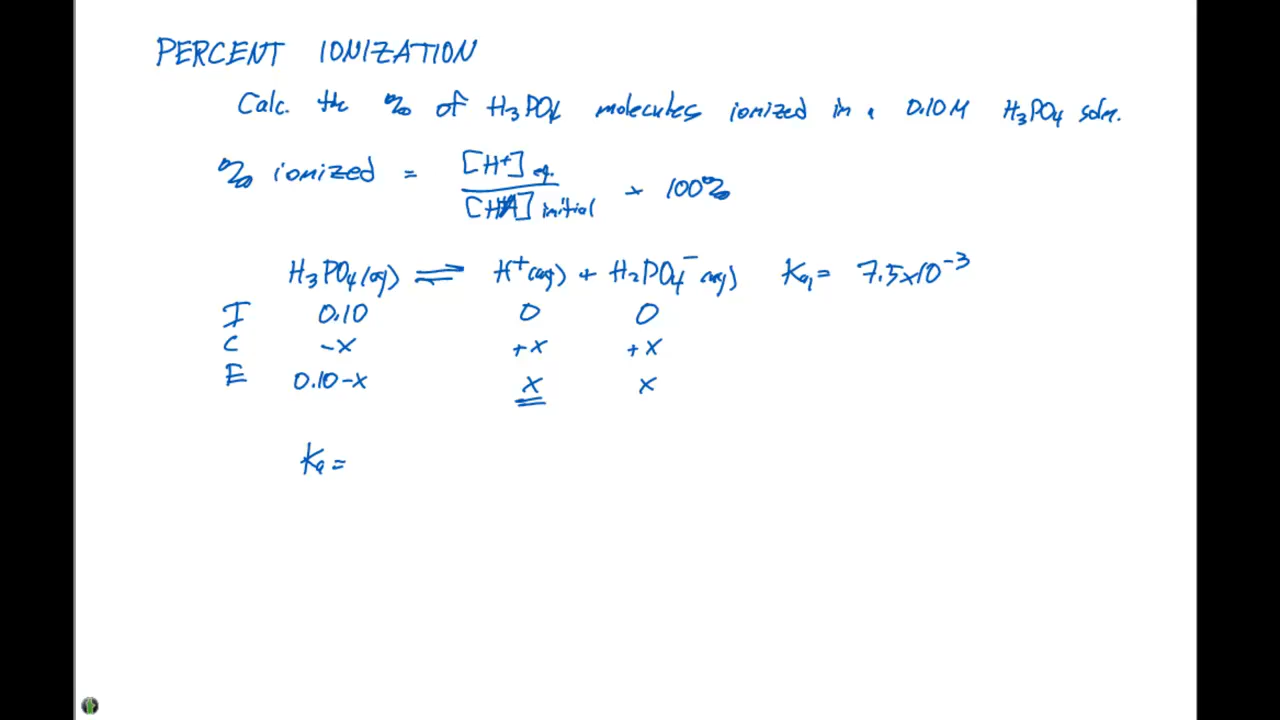 PERCENT IONIZATION
Calc. the % of H₃PO₄ molecules ionized in a 0.10M H₃PO₄ soln.
% ionized = [H⁺]eq. / [HA]initial × 100%
H₃PO₄(aq) ⇌ H⁺(aq) + H₂PO₄⁻(aq) Ka₁ = 7.5×10⁻³
I 0.10 0 0
C -x +x +x
E 0.10-x x x
Ka =